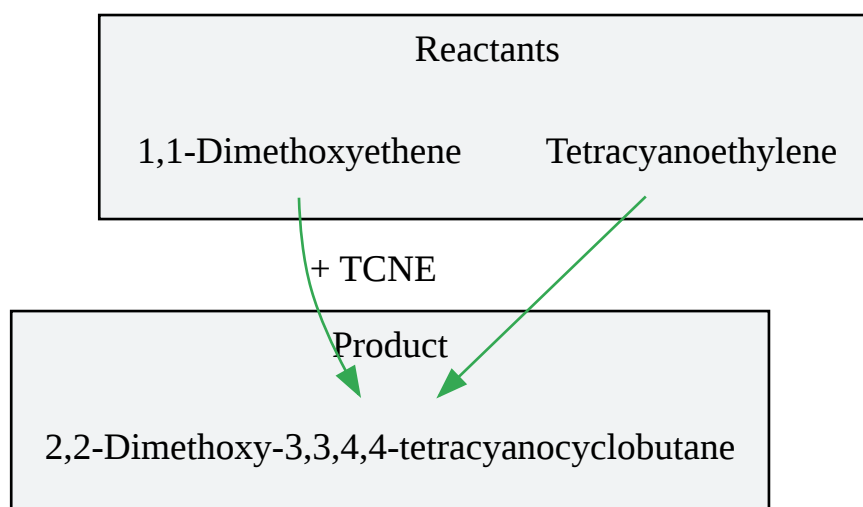 Reactants
1,1-Dimethoxyethene
Tetracyanoethylene
+ TCNE
Product
2,2-Dimethoxy-3,3,4,4-tetracyanocyclobutane